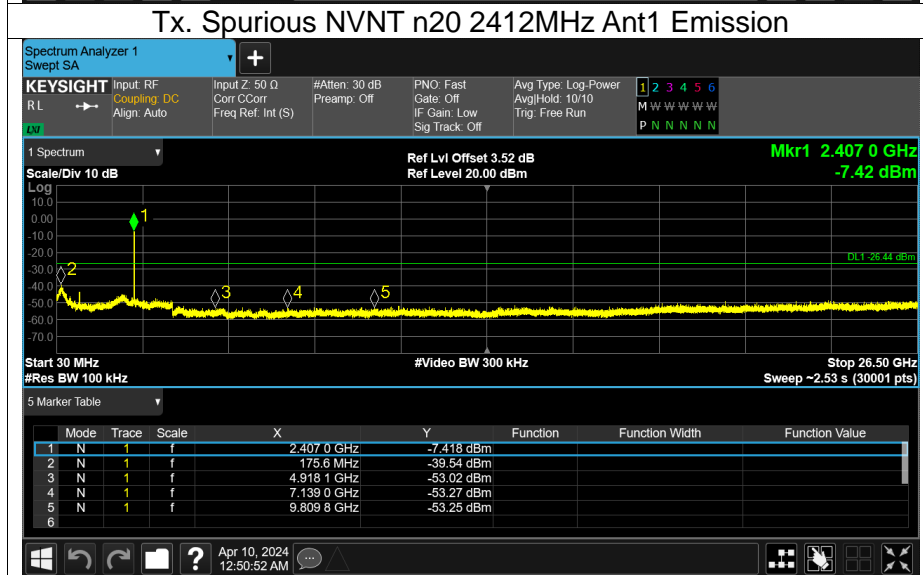 Tx. Spurious NVNT n20 2412MHz Ant1 Emission
Spectrum Analyzer 1
Swept SA
+
KEYSIGHT Input: RF Input Z: 50 Ω #Atten: 30 dB PNO: Fast Avg Type: Log-Power 1 2 3 4 5 6
R L Coupling: DC Corr CCorr Preamp: Off Gate: Off Avg|Hold: 10/10 M W W W W W
Align: Auto Freq Ref: Int (S) IF Gain: Low Trig: Free Run
LXI Sig Track: Off P N N N N N
1 Spectrum Ref Lvl Offset 3.52 dB Mkr1 2.407 0 GHz
Scale/Div 10 dB Ref Level 20.00 dBm -7.42 dBm
Log
10.0
0.00
-10.0
-20.0
-30.0
-40.0
-50.0
-60.0
-70.0
1
2
3
4
5
DL1 -26.44 dBm
Start 30 MHz #Video BW 300 kHz Stop 26.50 GHz
#Res BW 100 kHz Sweep ~2.53 s (30001 pts)
5 Marker Table
Mode Trace Scale X Y Function Function Width Function Value
1 N 1 f 2.407 0 GHz -7.418 dBm
2 N 1 f 175.6 MHz -39.54 dBm
3 N 1 f 4.918 1 GHz -53.02 dBm
4 N 1 f 7.139 0 GHz -53.27 dBm
5 N 1 f 9.809 8 GHz -53.25 dBm
6
? Apr 10, 2024
12:50:52 AM